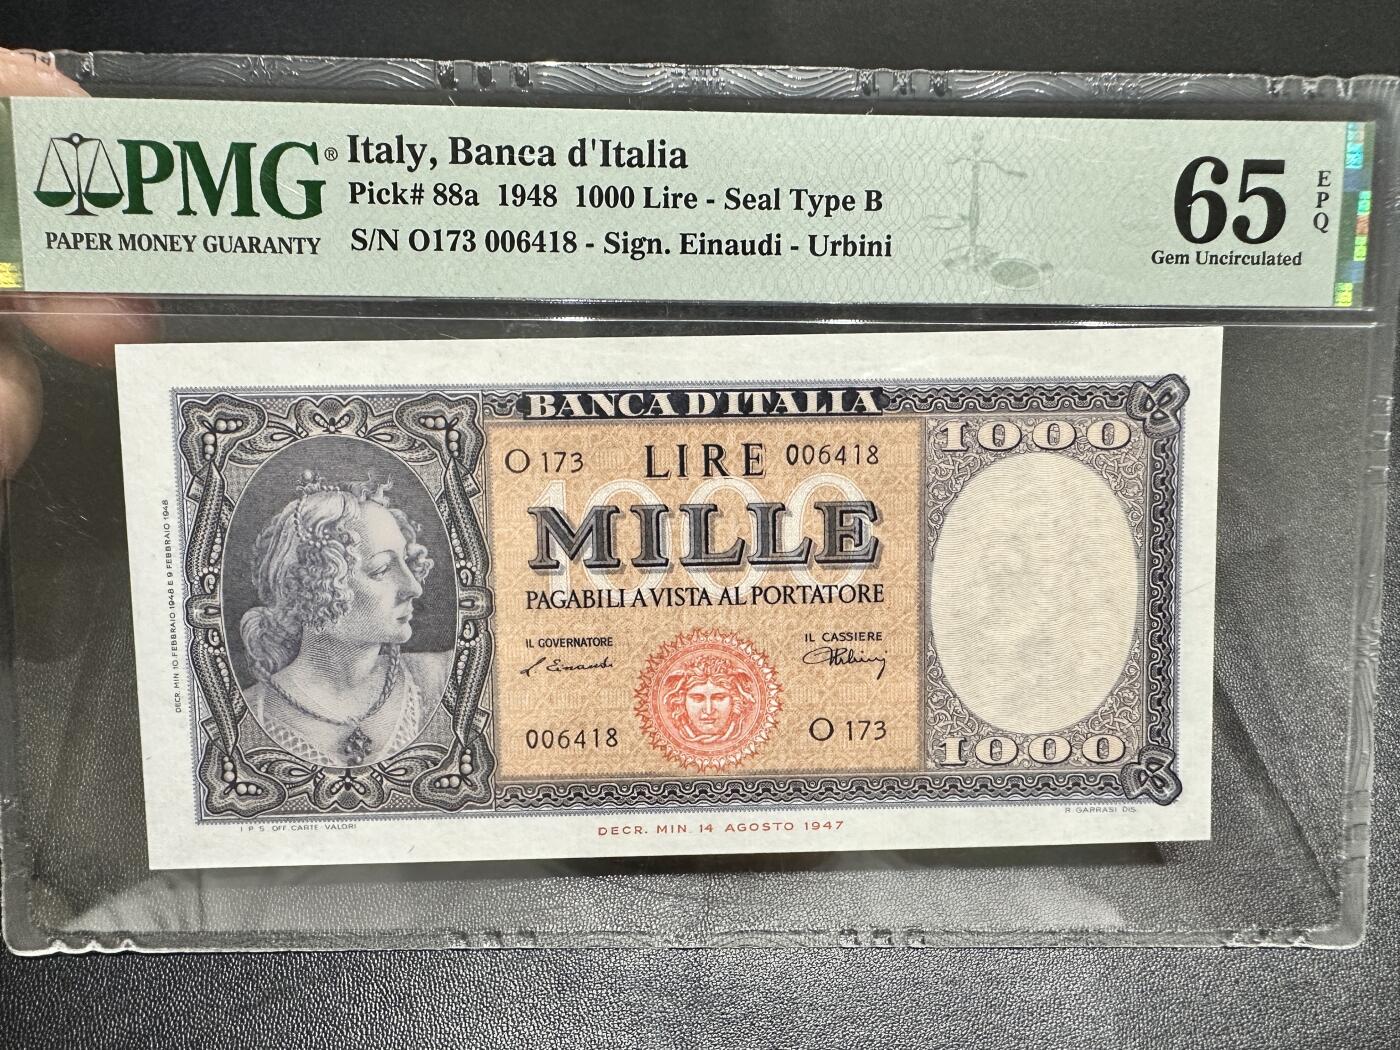 PMG®
PAPER MONEY GUARANTY
Italy, Banca d'Italia
Pick# 88a 1948 1000 Lire - Seal Type B
S/N O173 006418 - Sign. Einaudi - Urbini
65
EPQ
Gem Uncirculated
BANCA D'ITALIA
1000
O 173 LIRE 006418
1000
MILLE
PAGABILI A VISTA AL PORTATORE
IL GOVERNATORE
L. Einaudi
IL CASSIERE
006418
O 173
1000
DECR. MIN. 10 FEBBRAIO 1948 E 9 FEBBRAIO 1948
I. P. S. OFF. CARTE-VALORI
DECR. MIN. 14 AGOSTO 1947
R. GARRASI DIS.